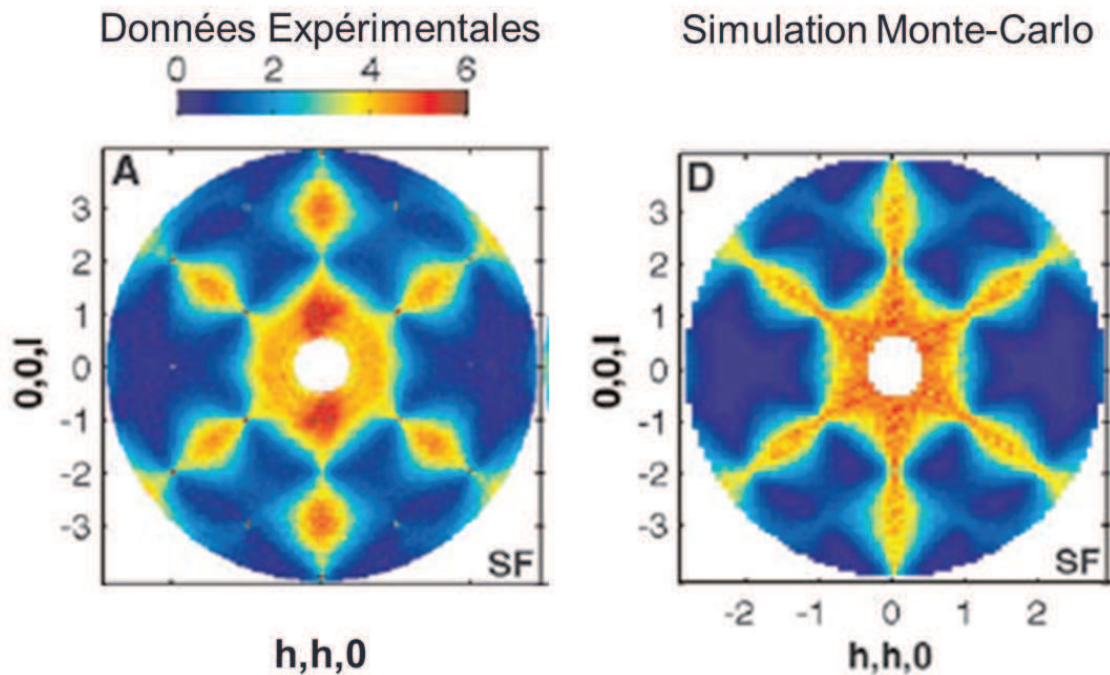 Données Expérimentales
Simulation Monte-Carlo
0 2 4 6
A
D
3
2
1
0
-1
-2
-3
0,0,l
SF
h,h,0
3
2
1
0
-1
-2
-3
0,0,l
SF
-2 -1 0 1 2
h,h,0